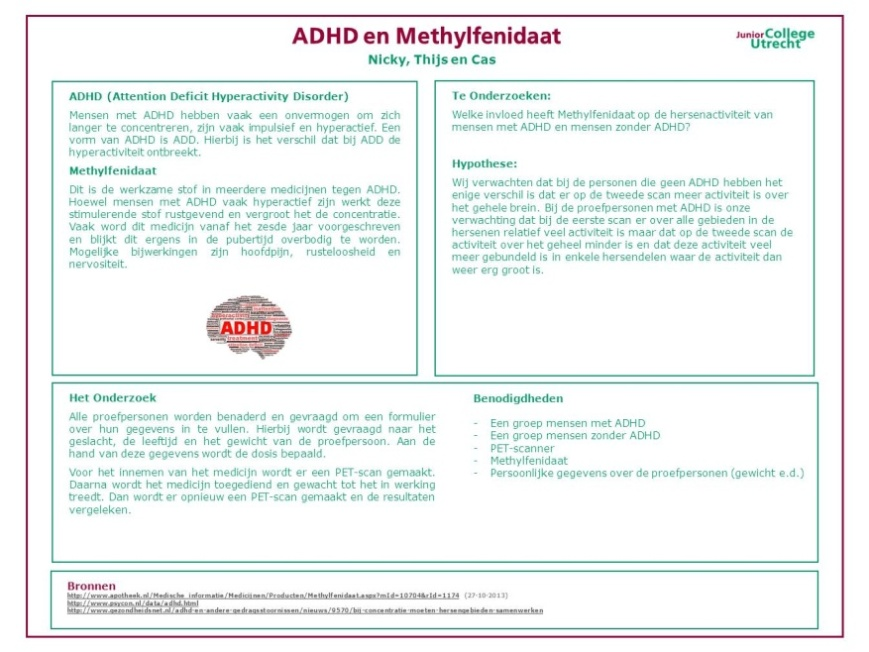 ADHD en Methylfenidaat
Nicky, Thijs en Cas
Junior College
Utrecht
ADHD (Attention Deficit Hyperactivity Disorder)
Mensen met ADHD hebben vaak een onvermogen om zich
langer te concentreren, zijn vaak impulsief en hyperactief. Een
vorm van ADHD is ADD. Hierbij is het verschil dat bij ADD de
hyperactiviteit ontbreekt.
Methylfenidaat
Dit is de werkzame stof in meerdere medicijnen tegen ADHD.
Hoewel mensen met ADHD vaak hyperactief zijn werkt deze
stimulerende stof rustgevend en vergroot het de concentratie.
Vaak word dit medicijn vanaf het zesde jaar voorgeschreven
en blijkt dit ergens in de pubertijd overbodig te worden.
Mogelijke bijwerkingen zijn hoofdpijn, rusteloosheid en
nervositeit.
ADHD
treatment
Te Onderzoeken:
Welke invloed heeft Methylfenidaat op de hersenactiviteit van
mensen met ADHD en mensen zonder ADHD?
Hypothese:
Wij verwachten dat bij de personen die geen ADHD hebben het
enige verschil is dat er op de tweede scan meer activiteit is over
het gehele brein. Bij de proefpersonen met ADHD is onze
verwachting dat bij de eerste scan er over alle gebieden in de
hersenen relatief veel activiteit is maar dat op de tweede scan de
activiteit over het geheel minder is en dat deze activiteit veel
meer gebundeld is in enkele hersendelen waar de activiteit dan
weer erg groot is.
Het Onderzoek
Alle proefpersonen worden benaderd en gevraagd om een formulier
over hun gegevens in te vullen. Hierbij wordt gevraagd naar het
geslacht, de leeftijd en het gewicht van de proefpersoon. Aan de
hand van deze gegevens wordt de dosis bepaald.
Voor het innemen van het medicijn wordt er een PET-scan gemaakt.
Daarna wordt het medicijn toegediend en gewacht tot het in werking
treedt. Dan wordt er opnieuw een PET-scan gemaakt en de resultaten
vergeleken.
Benodigdheden
- Een groep mensen met ADHD
- Een groep mensen zonder ADHD
- PET-scanner
- Methylfenidaat
- Persoonlijke gegevens over de proefpersonen (gewicht e.d.)
Bronnen
http://www.apotheek.nl/Medische_informatie/Medicijnen/Producten/Methylfenidaat.aspx?mId=10704&rId=1174 (27-10-2013)
http://www.psycon.nl/data/adhd.html
http://www.gezondheidsnet.nl/adhd-en-andere-gedragsstoornissen/nieuws/9570/bij-concentratie-moeten-hersengebieden-samenwerken